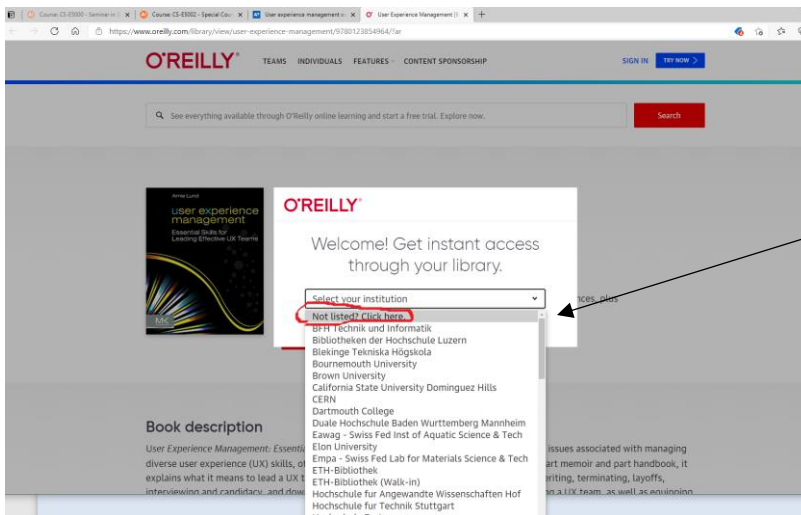 Course: CS-E5000 - Seminar in
Course: CS-E5002 - Special Cour
User experience management w
User Experience Management [
https://www.oreilly.com/library/view/user-experience-management/9780123854964/?ar
O'REILLY
TEAMS INDIVIDUALS FEATURES CONTENT SPONSORSHIP SIGN IN TRY NOW
See everything available through O'Reilly online learning and start a free trial. Explore now. Search
Arnie Lund
user experience
management
Essential Skills for
Leading Effective UX Teams
MK
O'REILLY
Welcome! Get instant access
through your library.
Select your institution
nces, plus
Not listed? Click here.
BFH Technik und Informatik
Bibliotheken der Hochschule Luzern
Blekinge Tekniska Högskola
Bournemouth University
Brown University
California State University Dominguez Hills
CERN
Dartmouth College
Duale Hochschule Baden Wurttemberg Mannheim
Eawag - Swiss Fed Inst of Aquatic Science & Tech
Elon University
Empa - Swiss Fed Lab for Materials Science & Tech
ETH-Bibliothek
ETH-Bibliothek (Walk-in)
Hochschule fur Angewandte Wissenschaften Hof
Hochschule fur Technik Stuttgart
Book description
User Experience Management: Essentia issues associated with managing
diverse user experience (UX) skills, of art memoir and part handbook, it
explains what it means to lead a UX t eriting, terminating, layoffs,
interviewing and candidacy, and dow ng a UX team, as well as equipping